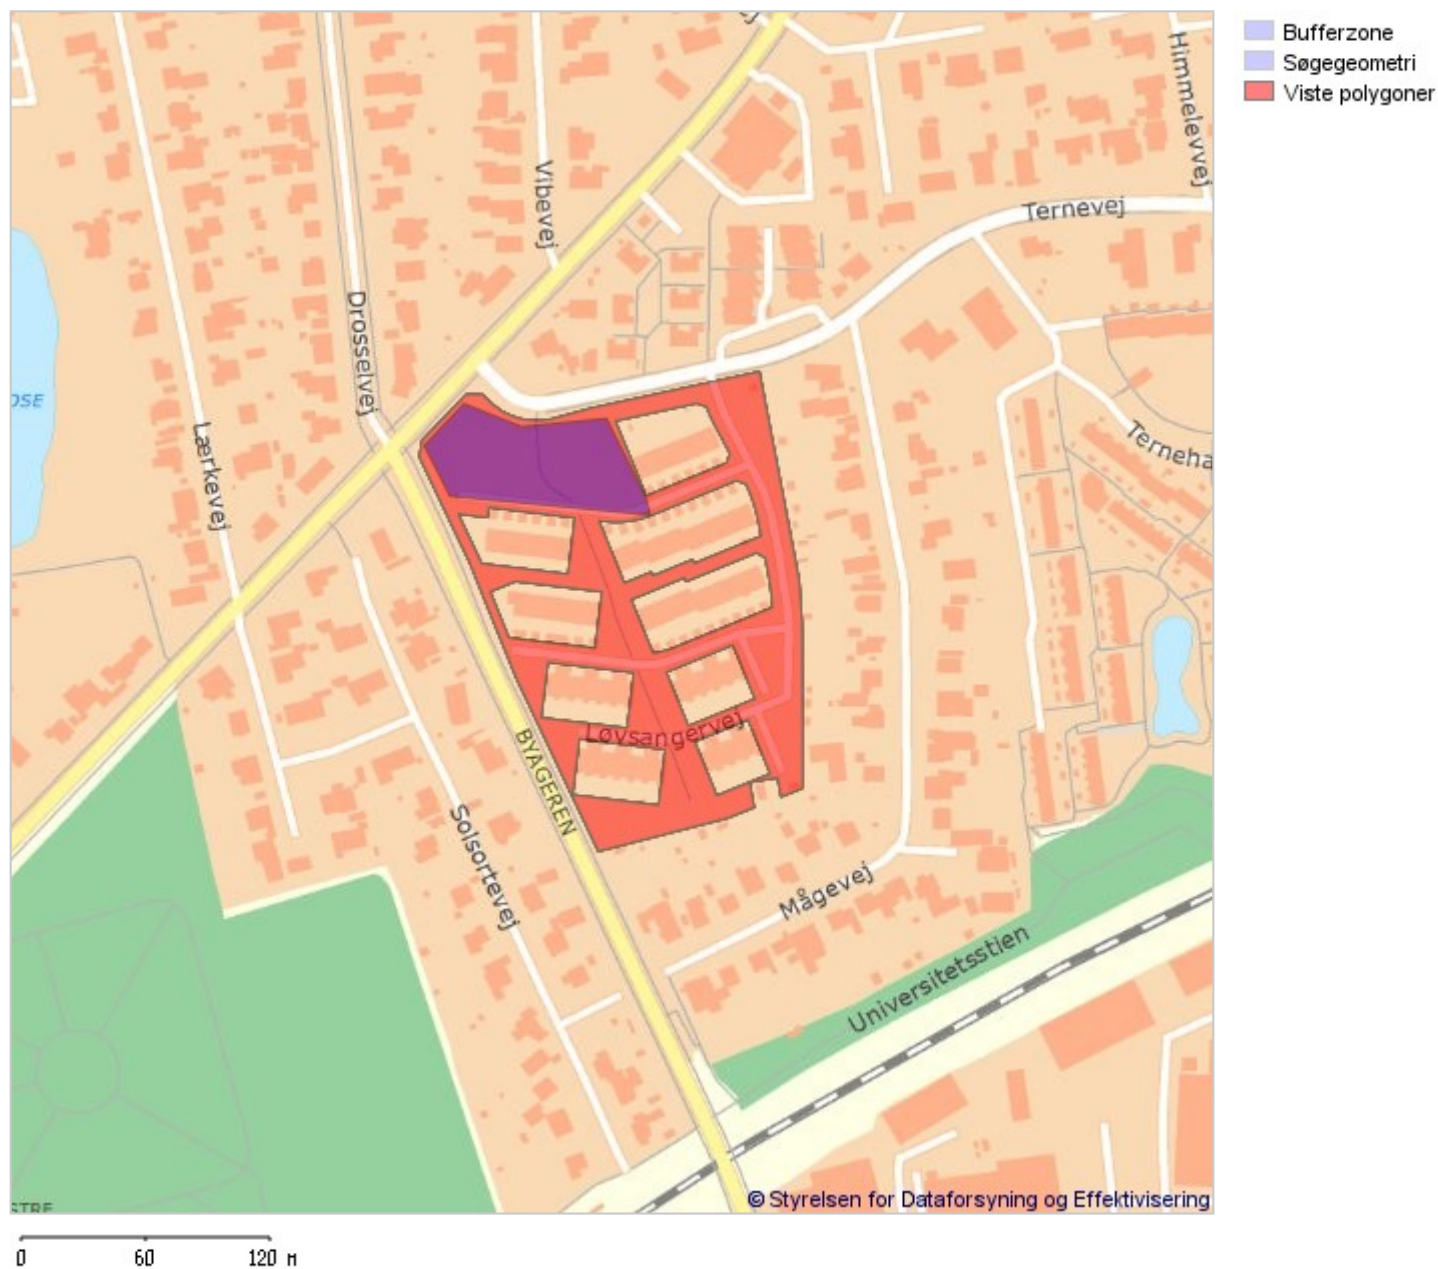 Bufferzone
Søgegeometri
Viste polygoner
Himmelevvej
Vibevej
Ternevej
Drosselvej
Lærkevej
Terneha
Løvsangervej
BYAGEREN
Solsortevej
Mågevej
Universitetsstien
© Styrelsen for Dataforsyning og Effektivisering
0 60 120 M